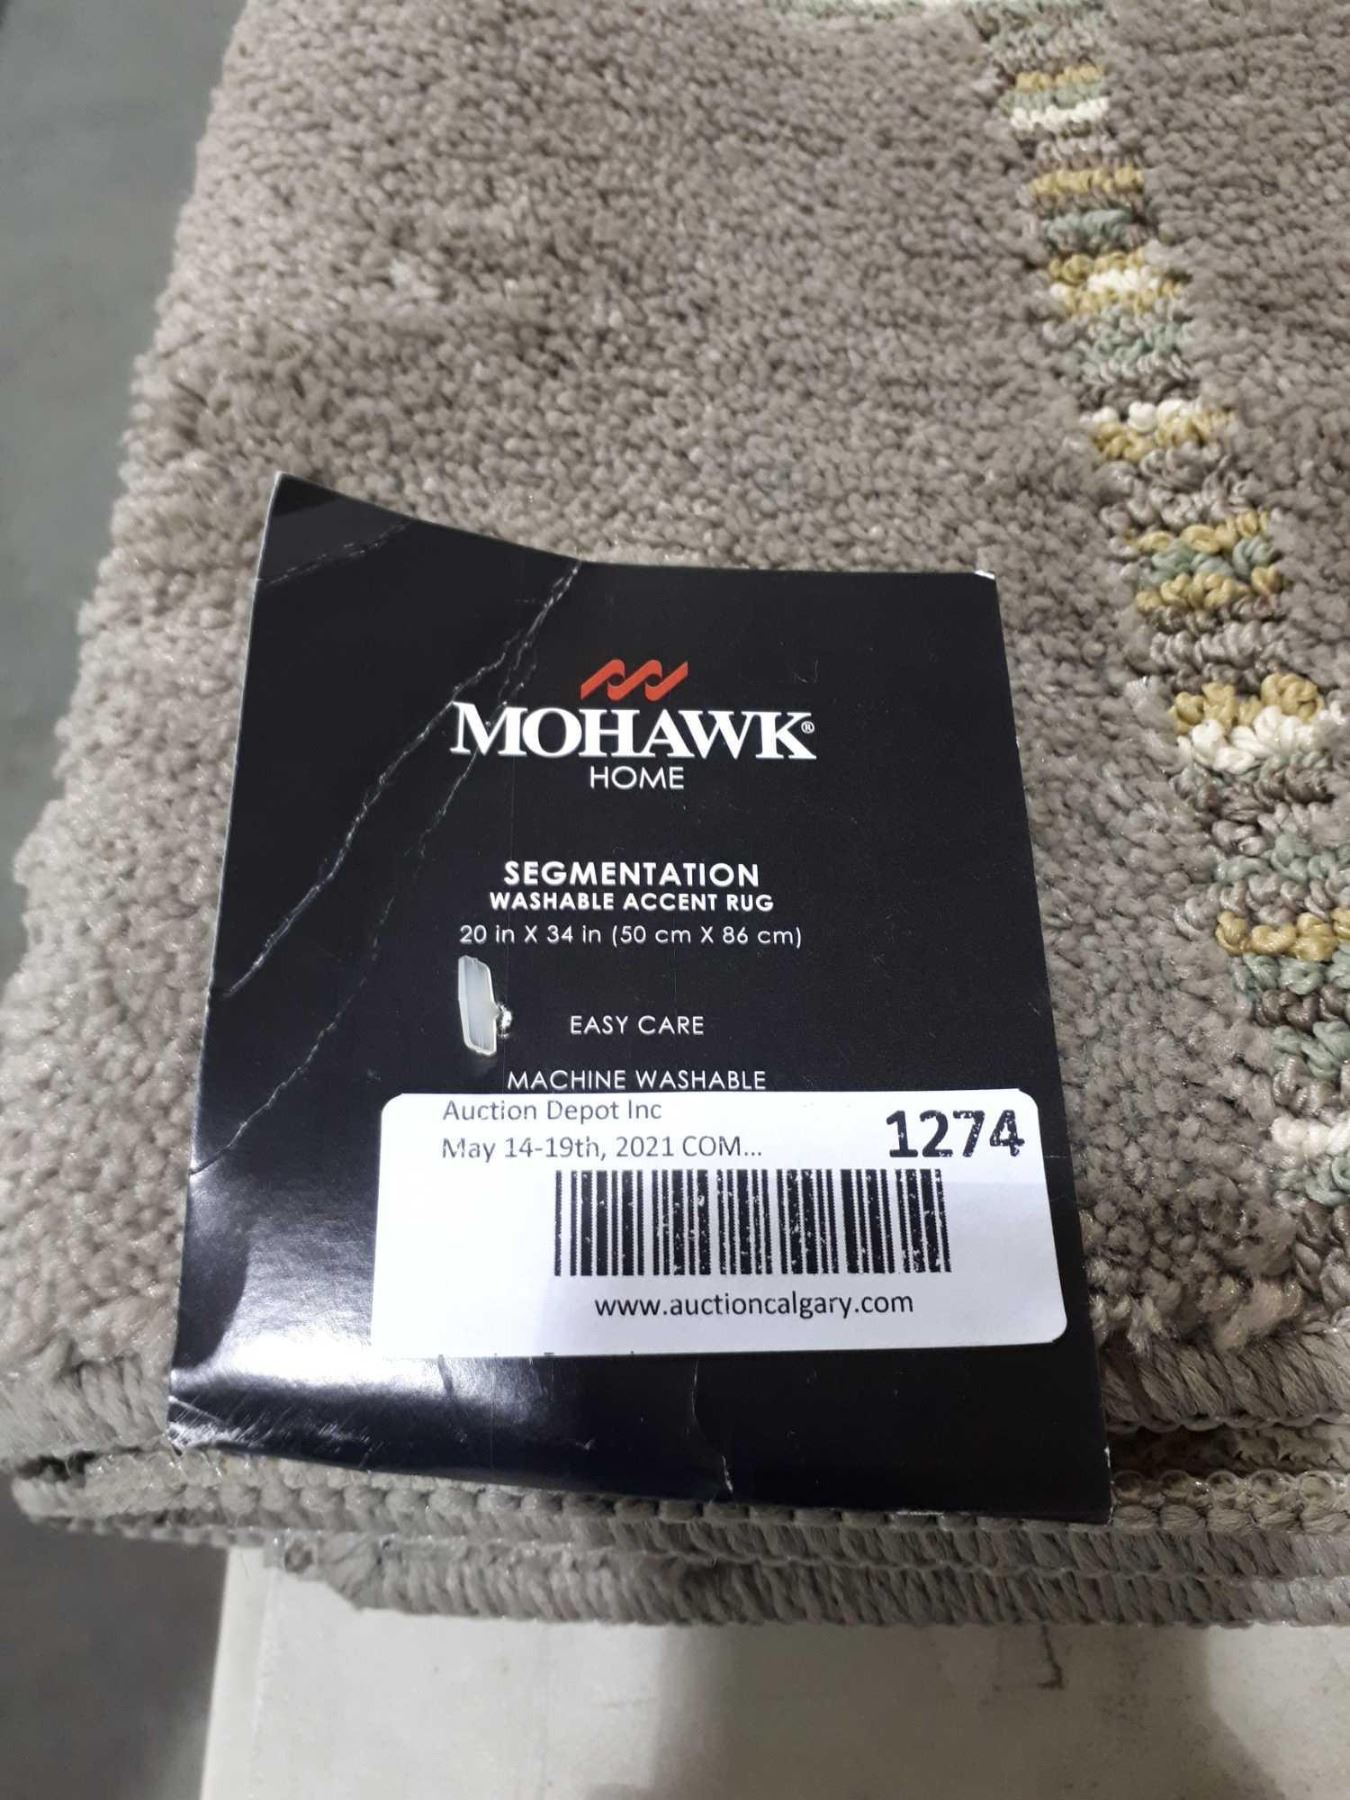 MOHAWK®
HOME
SEGMENTATION
WASHABLE ACCENT RUG
20 in X 34 in (50 cm X 86 cm)
EASY CARE
MACHINE WASHABLE
Auction Depot Inc
May 14-19th, 2021 COM...
1274
www.auctioncalgary.com